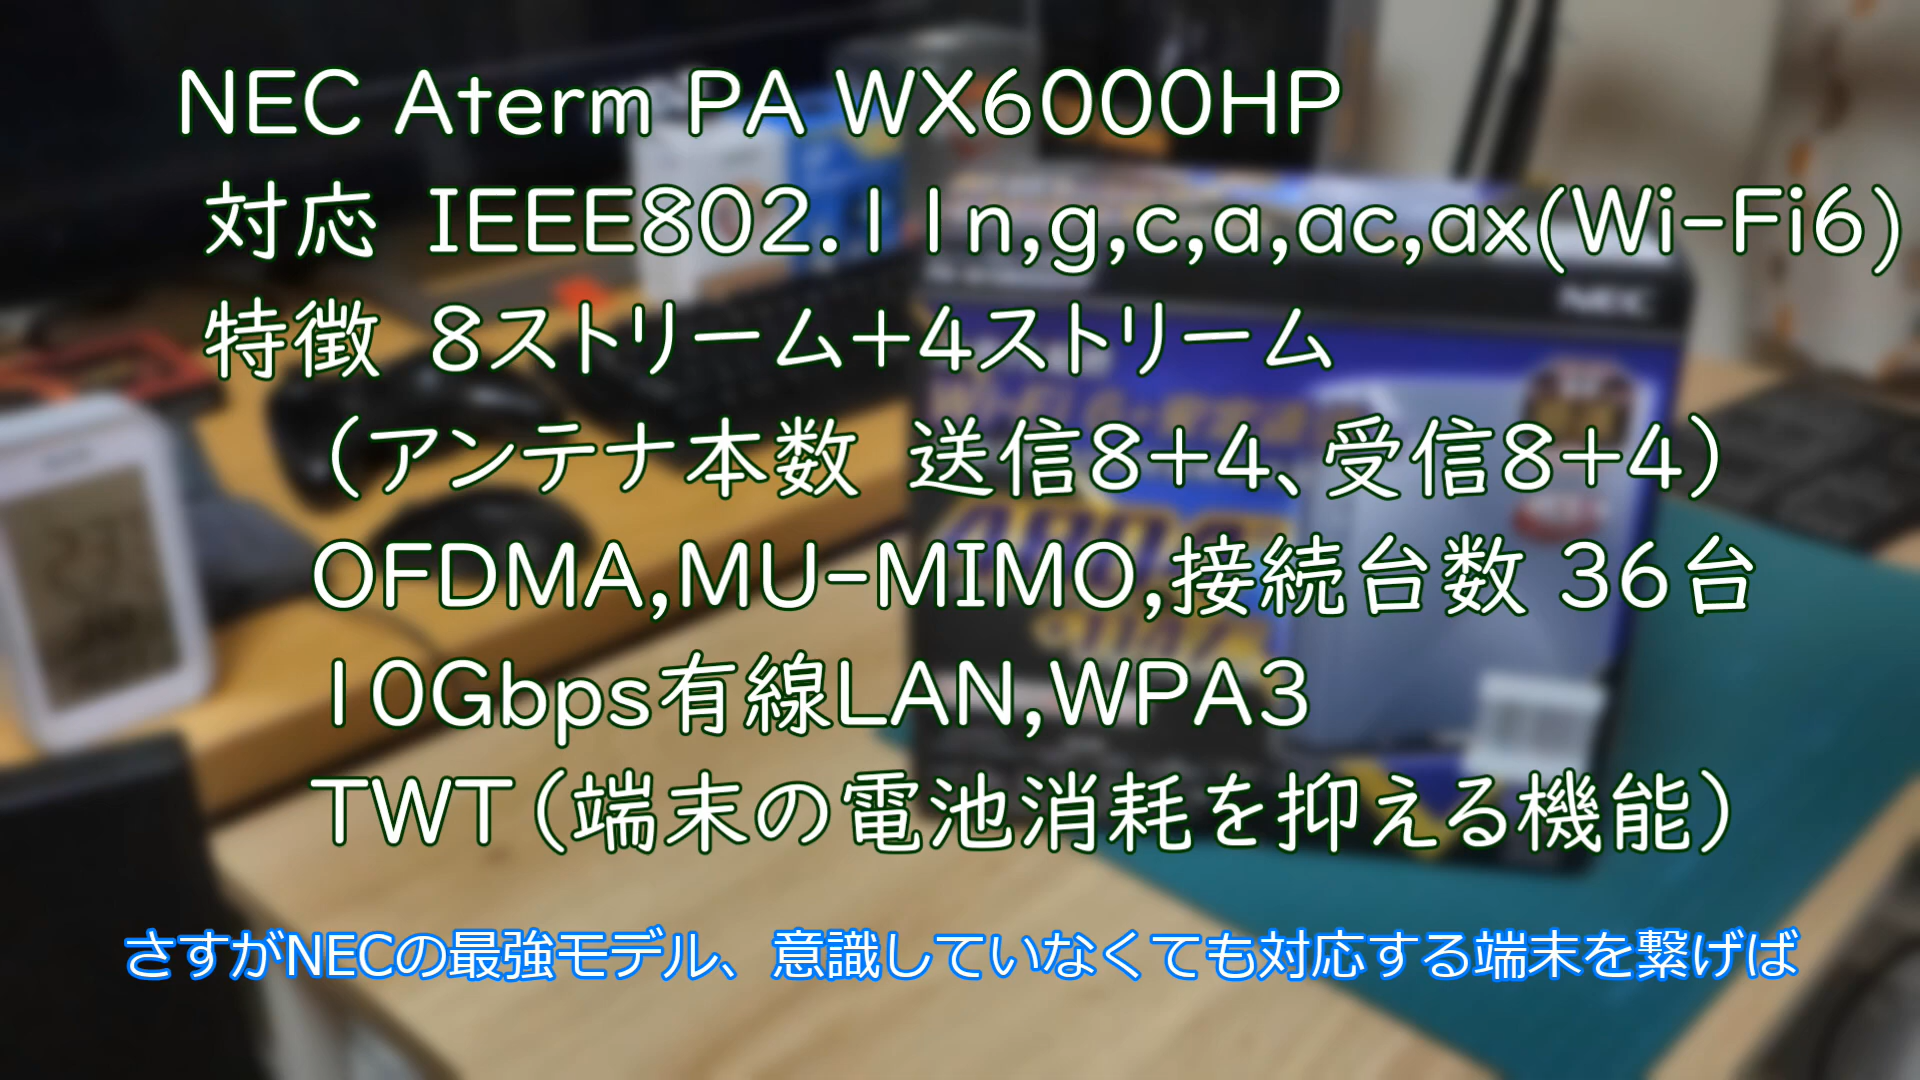 NEC Aterm PA WX6000HP
対応 IEEE802.11n,g,c,a,ac,ax(Wi-Fi6)
特徴 8ストリーム+4ストリーム
（アンテナ本数 送信8+4、受信8+4）
OFDMA,MU-MIMO,接続台数 36台
10Gbps有線LAN,WPA3
TWT（端末の電池消耗を抑える機能）
さすがNECの最強モデル、意識していなくても対応する端末を繋げば
NEC